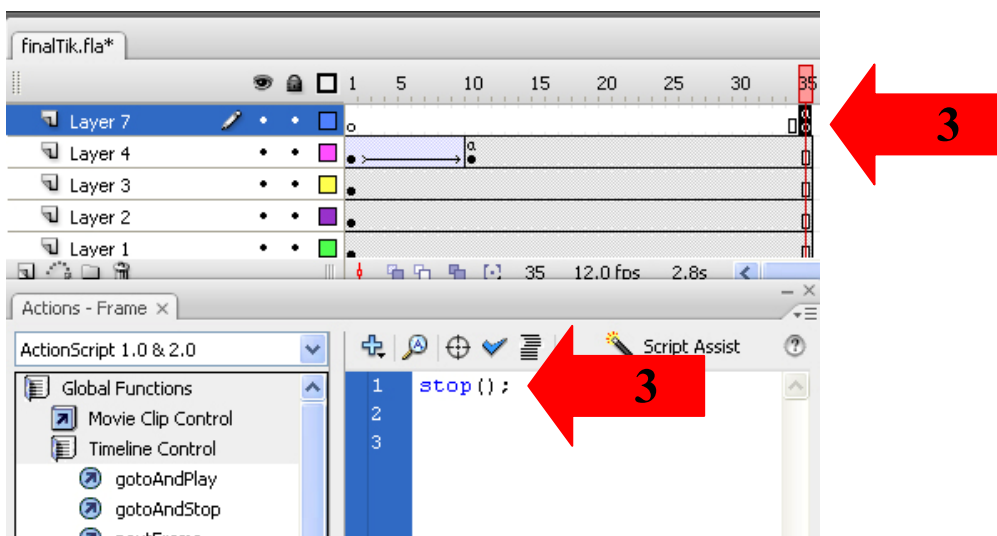 finalTik.fla*
1 5 10 15 20 25 30 35
Layer 7
3
a
Layer 4
a
Layer 3
Layer 2
Layer 1
35 12.0 fps 2.8s
Actions - Frame
ActionScript 1.0 & 2.0
Script Assist
Global Functions
Movie Clip Control
Timeline Control
gotoAndPlay
gotoAndStop
nextFrame
1 stop();
3
2
3